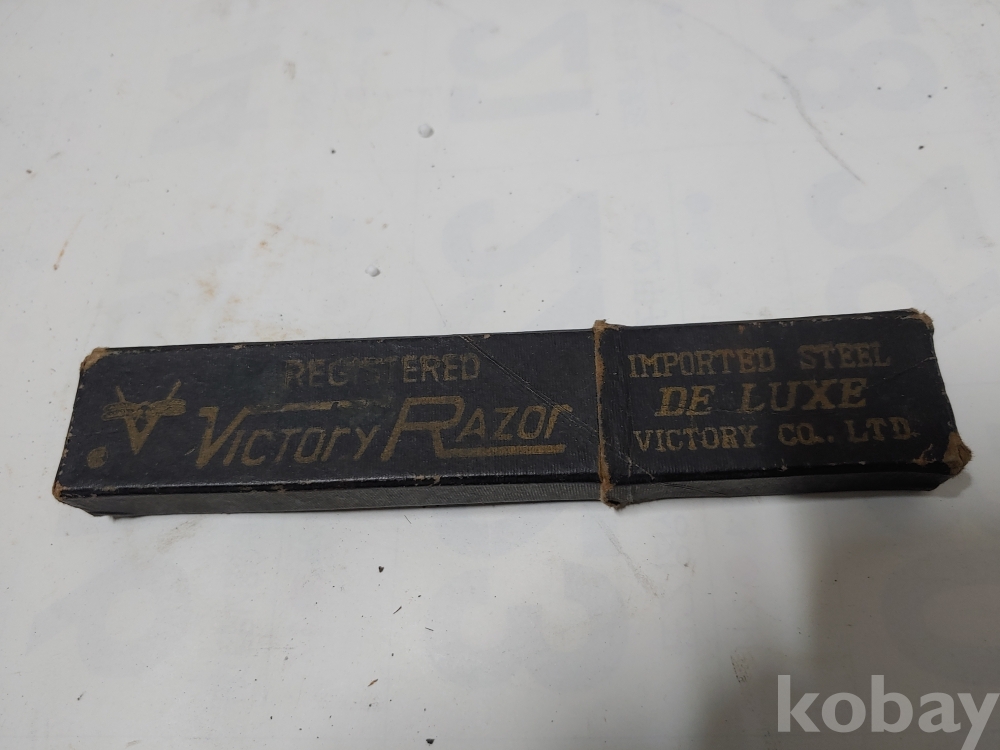 REGISTERED
VICTORY RAZOR
IMPORTED STEEL
DE LUXE
VICTORY CO., LTD.
kobay